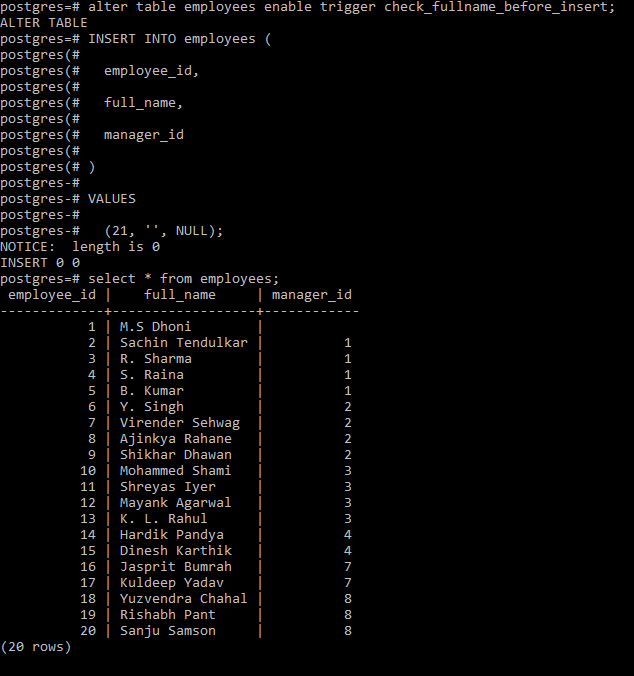 postgres=# alter table employees enable trigger check_fullname_before_insert;
ALTER TABLE
postgres=# INSERT INTO employees (
postgres(#
postgres(#   employee_id,
postgres(#
postgres(#   full_name,
postgres(#
postgres(#   manager_id
postgres(#
postgres(# )
postgres-#
postgres-# VALUES
postgres-#
postgres-#   (21, '', NULL);
NOTICE:  length is 0
INSERT 0 0
postgres=# select * from employees;
 employee_id |    full_name     | manager_id
-------------+------------------+------------
           1 | M.S Dhoni        |
           2 | Sachin Tendulkar |          1
           3 | R. Sharma        |          1
           4 | S. Raina         |          1
           5 | B. Kumar         |          1
           6 | Y. Singh         |          2
           7 | Virender Sehwag  |          2
           8 | Ajinkya Rahane   |          2
           9 | Shikhar Dhawan   |          2
          10 | Mohammed Shami   |          3
          11 | Shreyas Iyer     |          3
          12 | Mayank Agarwal   |          3
          13 | K. L. Rahul      |          3
          14 | Hardik Pandya    |          4
          15 | Dinesh Karthik   |          4
          16 | Jasprit Bumrah   |          7
          17 | Kuldeep Yadav    |          7
          18 | Yuzvendra Chahal |          8
          19 | Rishabh Pant     |          8
          20 | Sanju Samson     |          8
(20 rows)